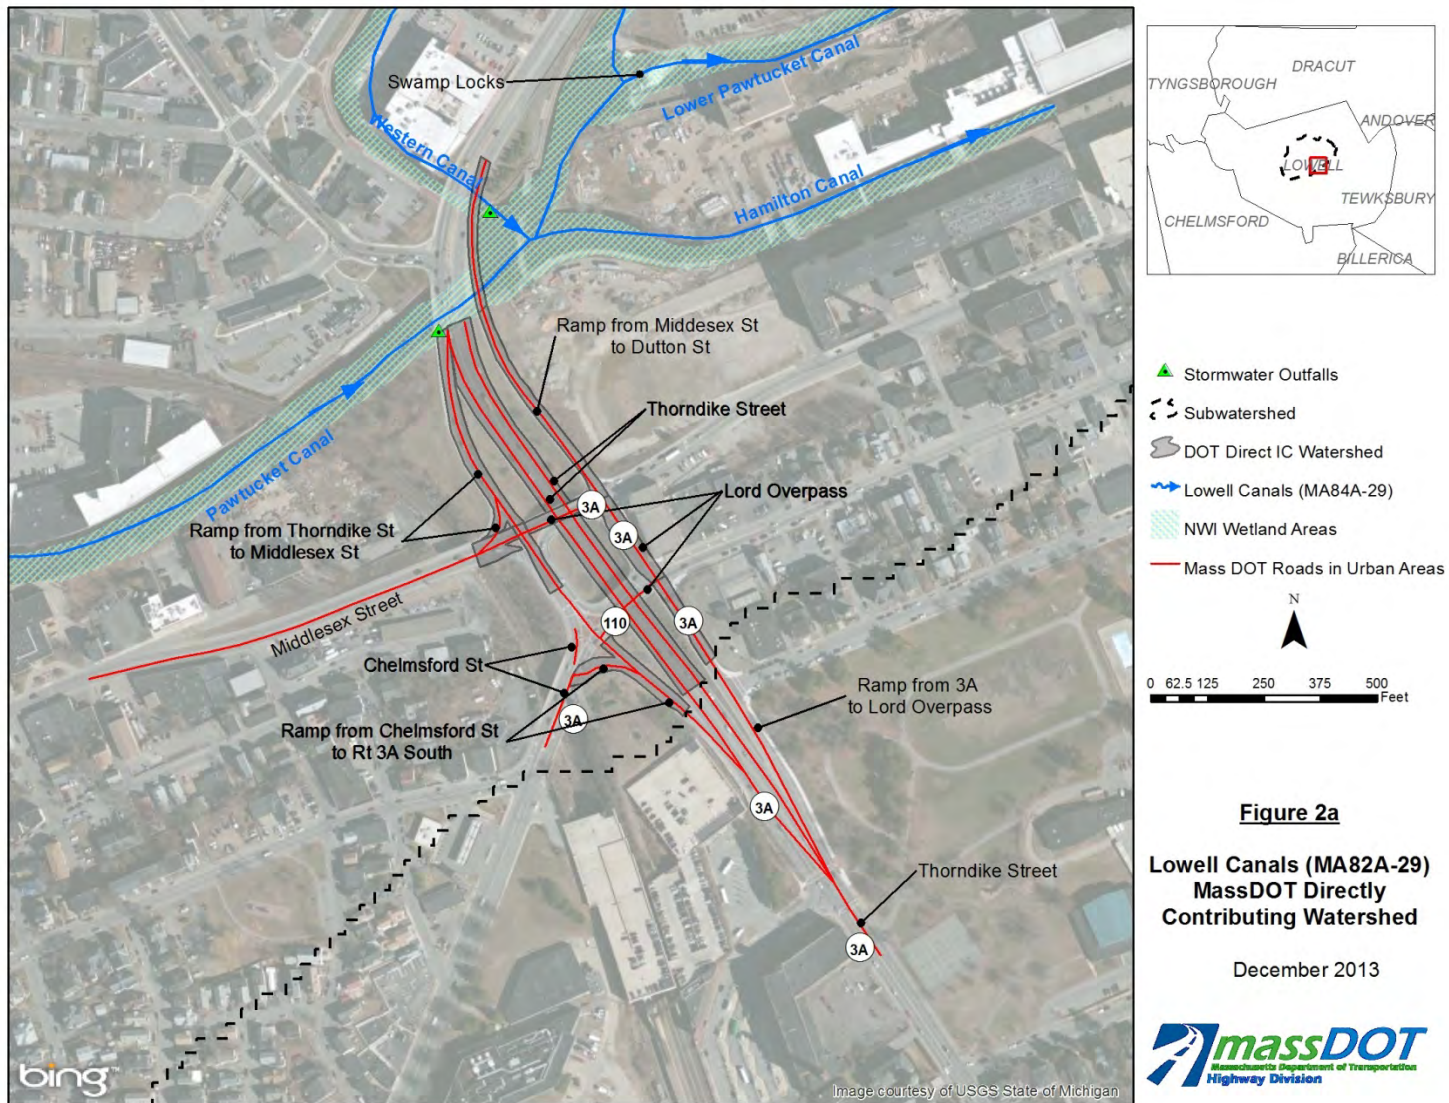 Swamp Locks
Lower Pawtucket Canal
Western Canal
Hamilton Canal
Ramp from Middesex St
to Dutton St
Thorndike Street
Pawtucket Canal
Lord Overpass
3A
3A
Ramp from Thorndike St
to Middlesex St
Middlesex Street
110
3A
Chelmsford St
Ramp from 3A
to Lord Overpass
3A
Ramp from Chelmsford St
to Rt 3A South
3A
Thorndike Street
3A
bing
Image courtesy of USGS State of Michigan
DRACUT
TYNGSBOROUGH
ANDOVER
LOWELL
TEWKSBURY
CHELMSFORD
BILLERICA
Stormwater Outfalls
Subwatershed
DOT Direct IC Watershed
Lowell Canals (MA84A-29)
NWI Wetland Areas
Mass DOT Roads in Urban Areas
N
0 62.5 125 250 375 500
Feet
Figure 2a
Lowell Canals (MA82A-29)
MassDOT Directly
Contributing Watershed
December 2013
massDOT
Massachusetts Department of Transportation
Highway Division